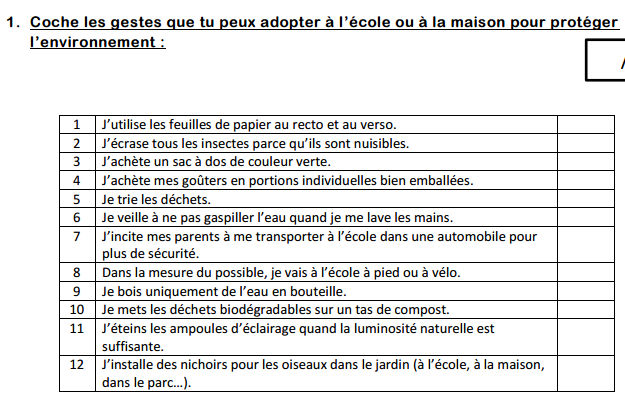 1. Coche les gestes que tu peux adopter à l'école ou à la maison pour protéger
l'environnement :
1 J'utilise les feuilles de papier au recto et au verso.
2 J'écrase tous les insectes parce qu'ils sont nuisibles.
3 J'achète un sac à dos de couleur verte.
4 J'achète mes goûters en portions individuelles bien emballées.
5 Je trie les déchets.
6 Je veille à ne pas gaspiller l'eau quand je me lave les mains.
7 J'incite mes parents à me transporter à l'école dans une automobile pour
plus de sécurité.
8 Dans la mesure du possible, je vais à l'école à pied ou à vélo.
9 Je bois uniquement de l'eau en bouteille.
10 Je mets les déchets biodégradables sur un tas de compost.
11 J'éteins les ampoules d'éclairage quand la luminosité naturelle est
suffisante.
12 J'installe des nichoirs pour les oiseaux dans le jardin (à l'école, à la maison,
dans le parc…).